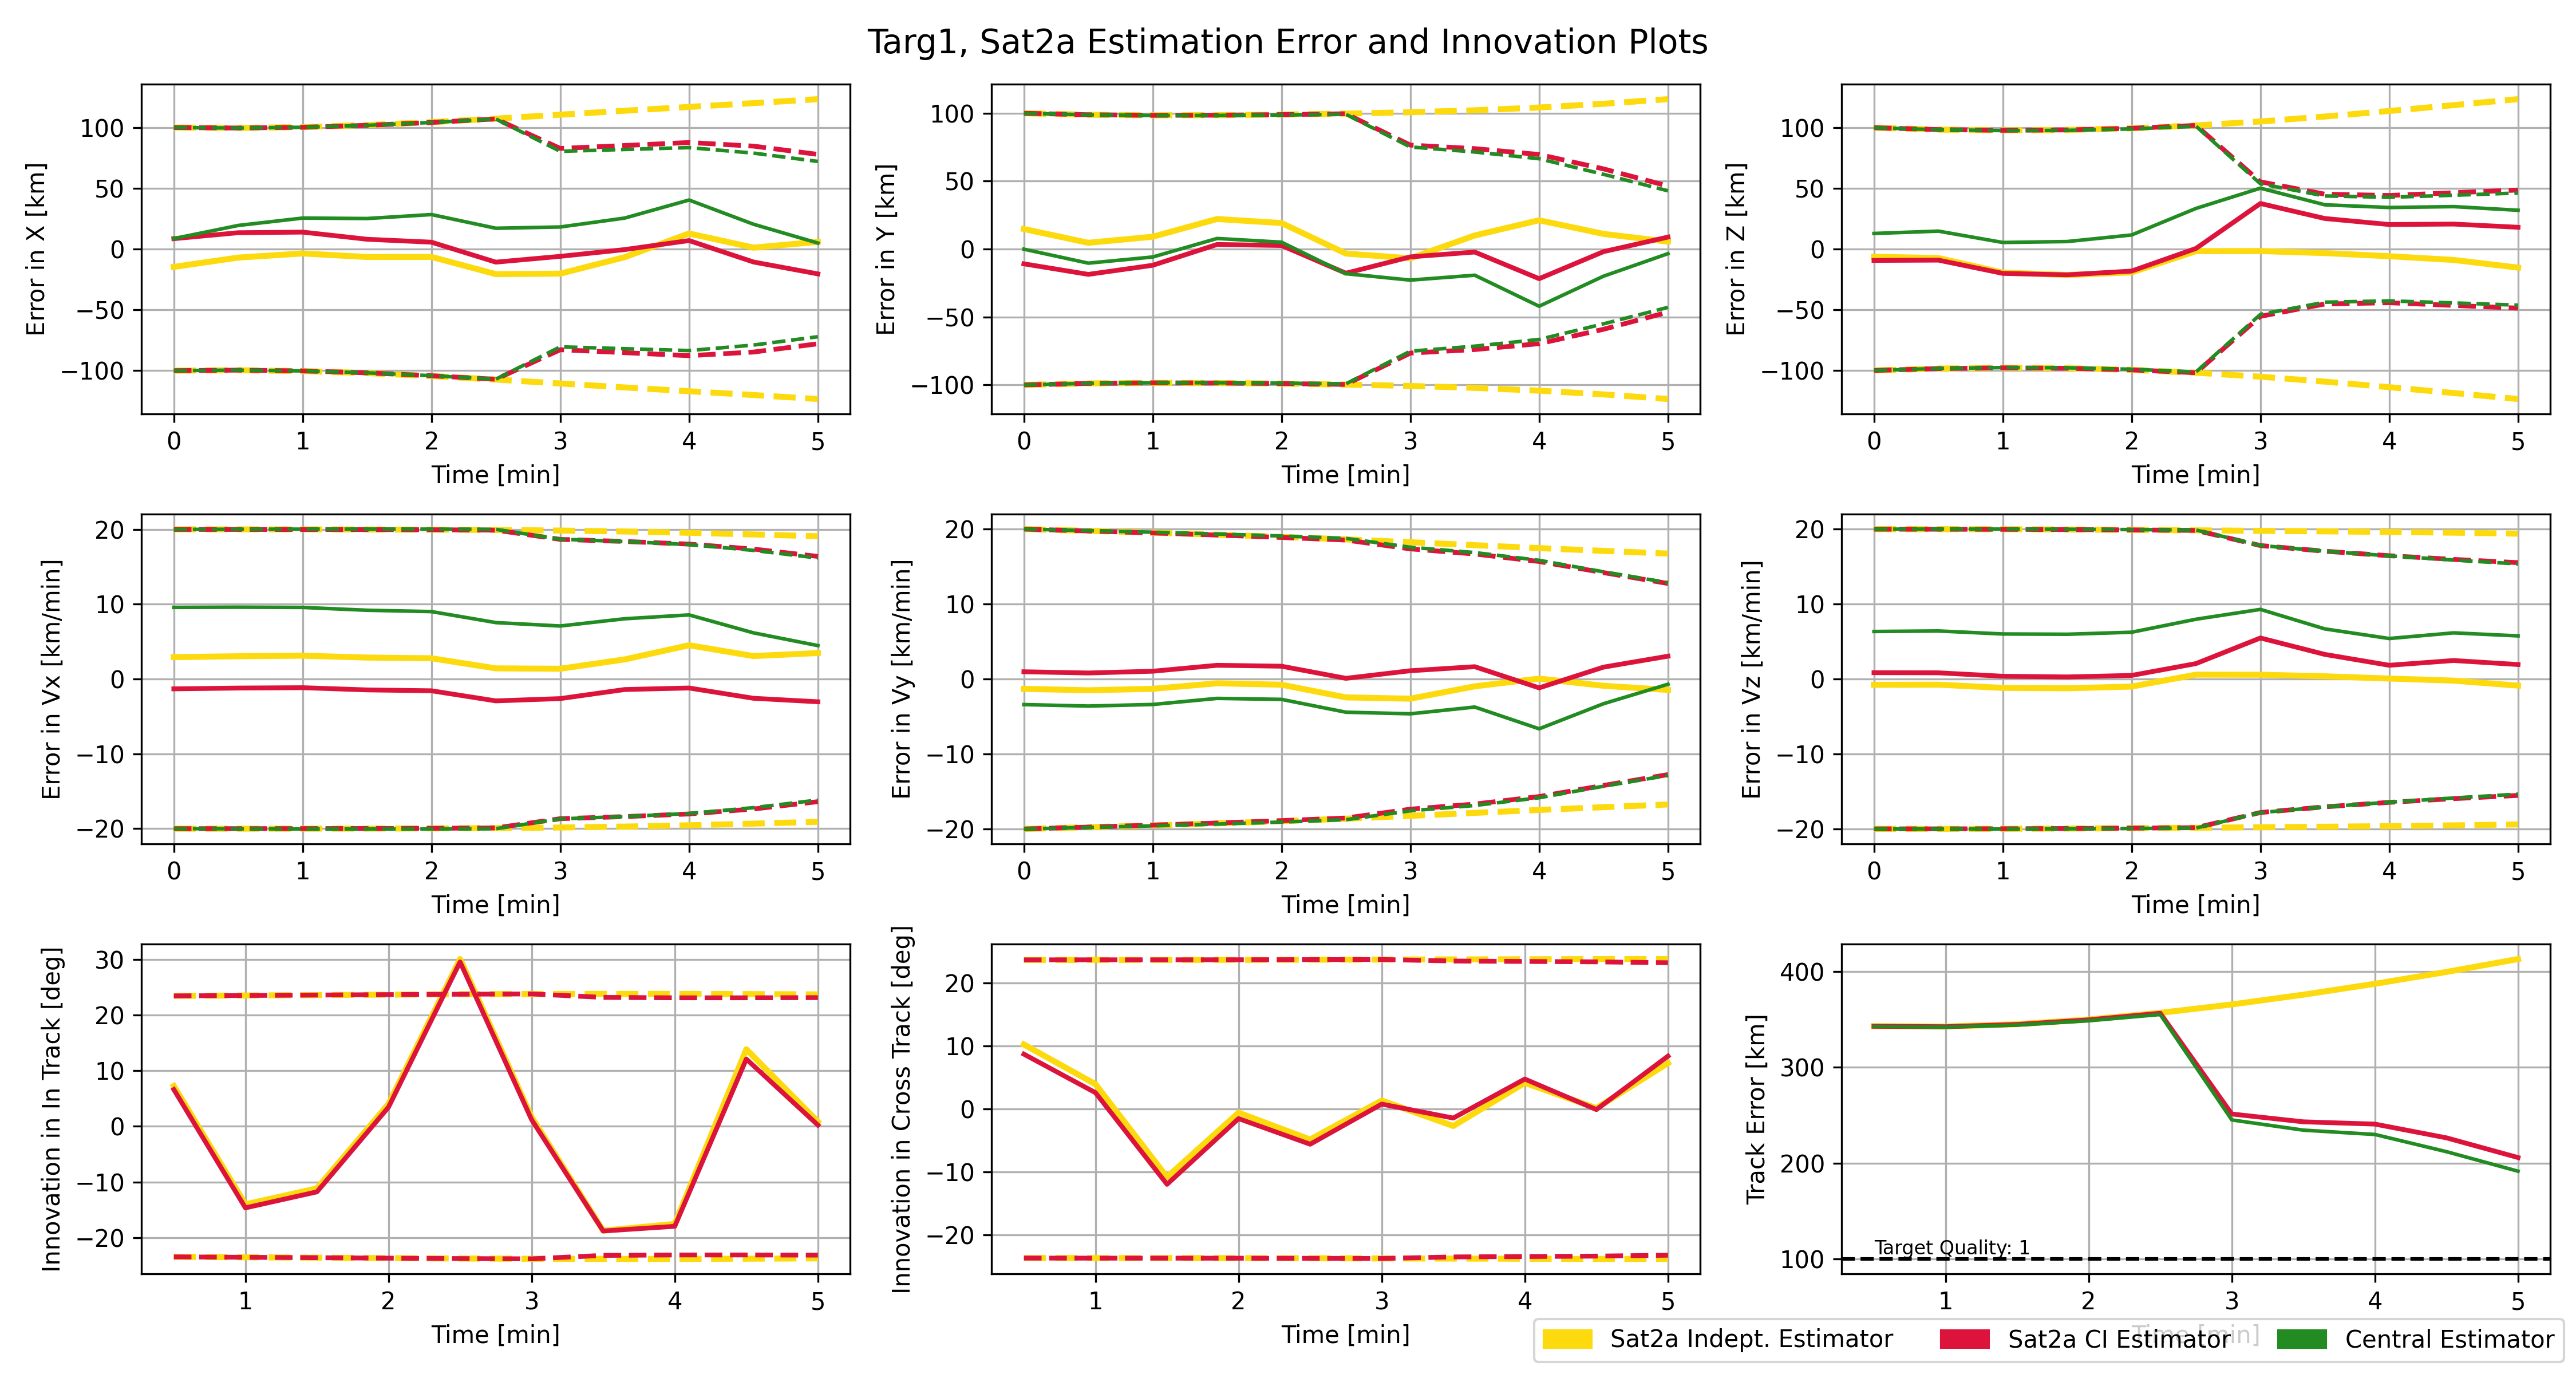 Targ1, Sat2a Estimation Error and Innovation Plots
Error in X [km]
100
50
0
−50
−100
0 1 2 3 4 5
Time [min]
Error in Y [km]
100
50
0
−50
−100
0 1 2 3 4 5
Time [min]
Error in Z [km]
100
50
0
−50
−100
0 1 2 3 4 5
Time [min]
Error in Vx [km/min]
20
10
0
−10
−20
0 1 2 3 4 5
Time [min]
Error in Vy [km/min]
20
10
0
−10
−20
0 1 2 3 4 5
Time [min]
Error in Vz [km/min]
20
10
0
−10
−20
0 1 2 3 4 5
Time [min]
Innovation in In Track [deg]
30
20
10
0
−10
−20
1 2 3 4 5
Time [min]
Innovation in Cross Track [deg]
20
10
0
−10
−20
1 2 3 4 5
Time [min]
Track Error [km]
400
300
200
100
Target Quality: 1
1 2 3 4 5
Time [min]
Sat2a Indept. Estimator Sat2a CI Estimator Central Estimator